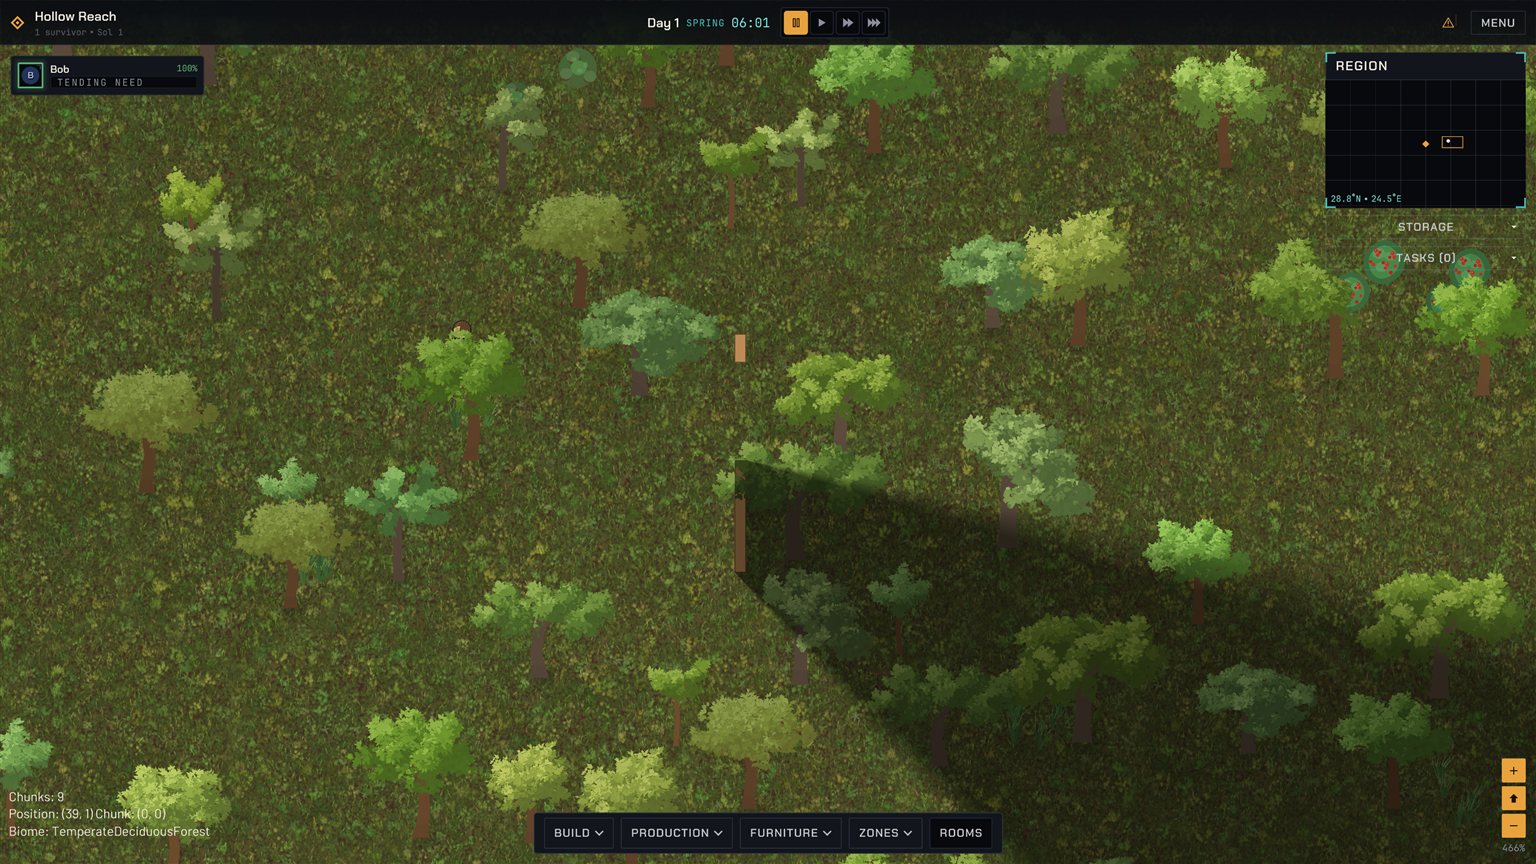 Hollow Reach
1 survivor • Sol 1
Day 1 SPRING 06:01
MENU
B
Bob
100%
TENDING NEED
REGION
28.8°N • 24.5°E
STORAGE
TASKS (0)
Chunks: 9
Position: (39, 1) Chunk: (0, 0)
Biome: TemperateDeciduousForest
BUILD
PRODUCTION
FURNITURE
ZONES
ROOMS
+
−
466%